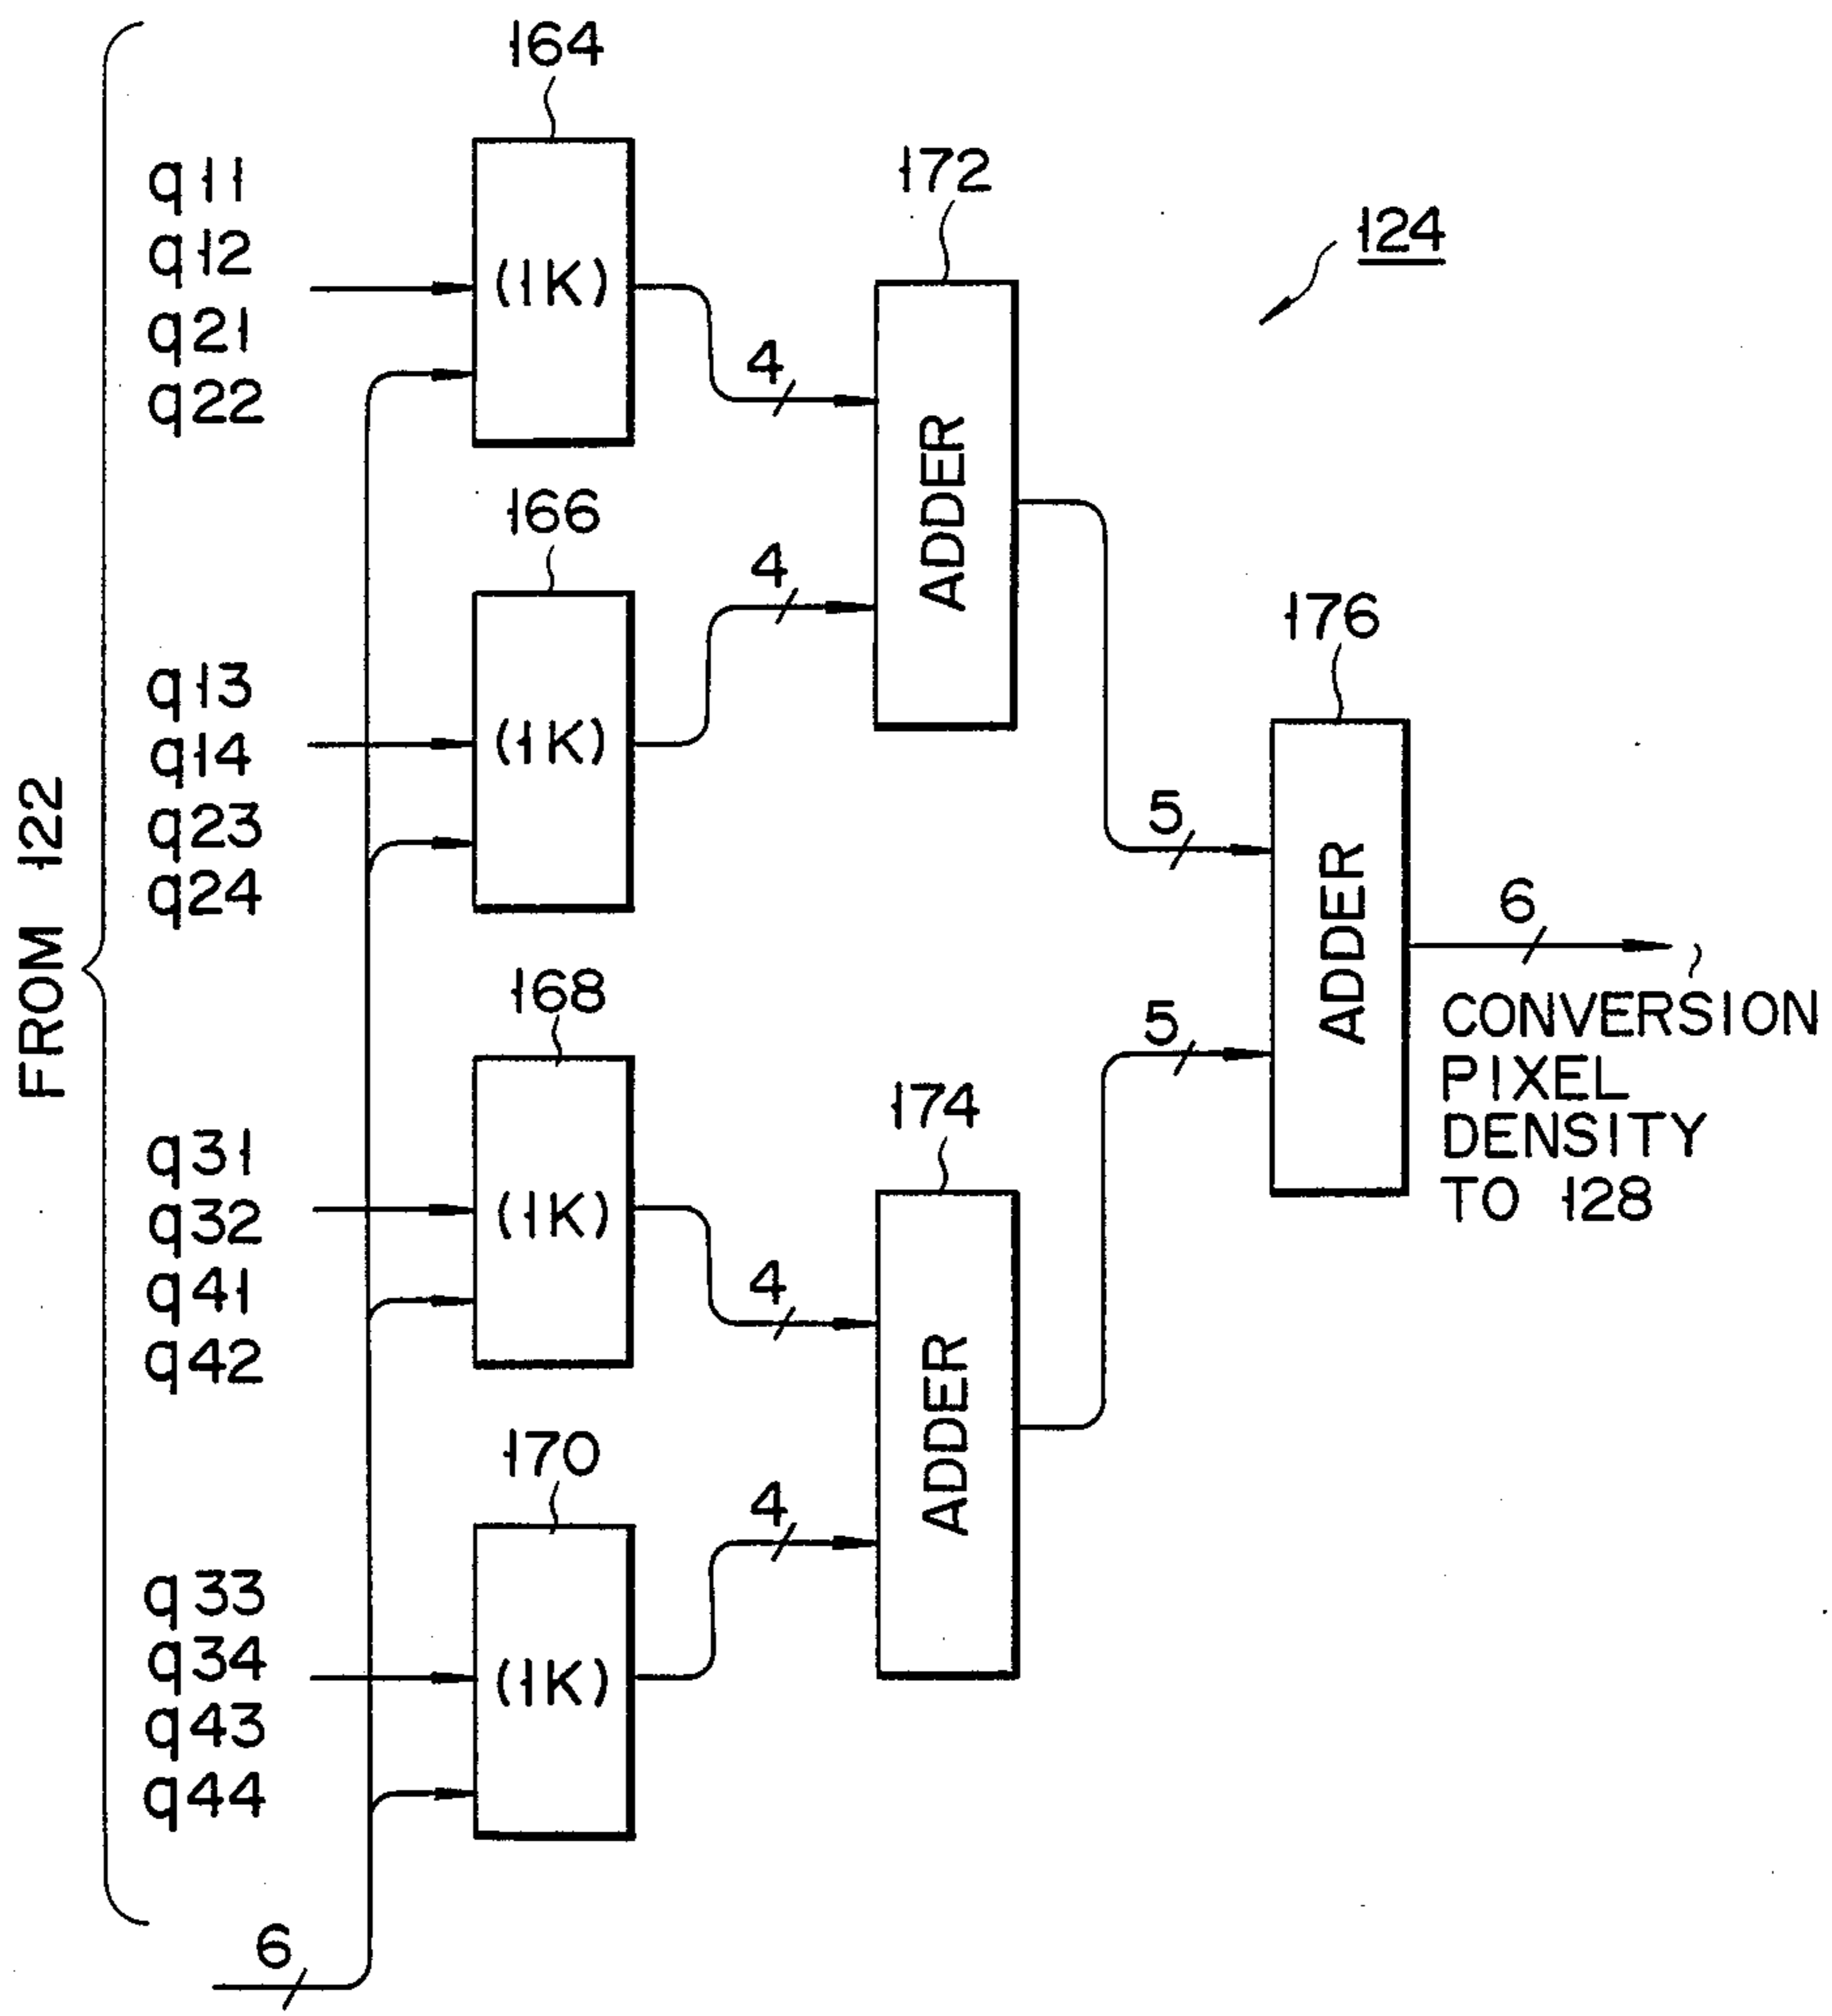 164
q11
q12
q21
q22
(1K)
172
124
4
ADDER
166
4
q13
q14
q23
q24
(1K)
176
5
ADDER
6
CONVERSION
PIXEL
DENSITY
TO 128
FROM 122
168
5
174
q31
q32
q41
q42
(1K)
4
ADDER
170
4
q33
q34
q43
q44
(1K)
6